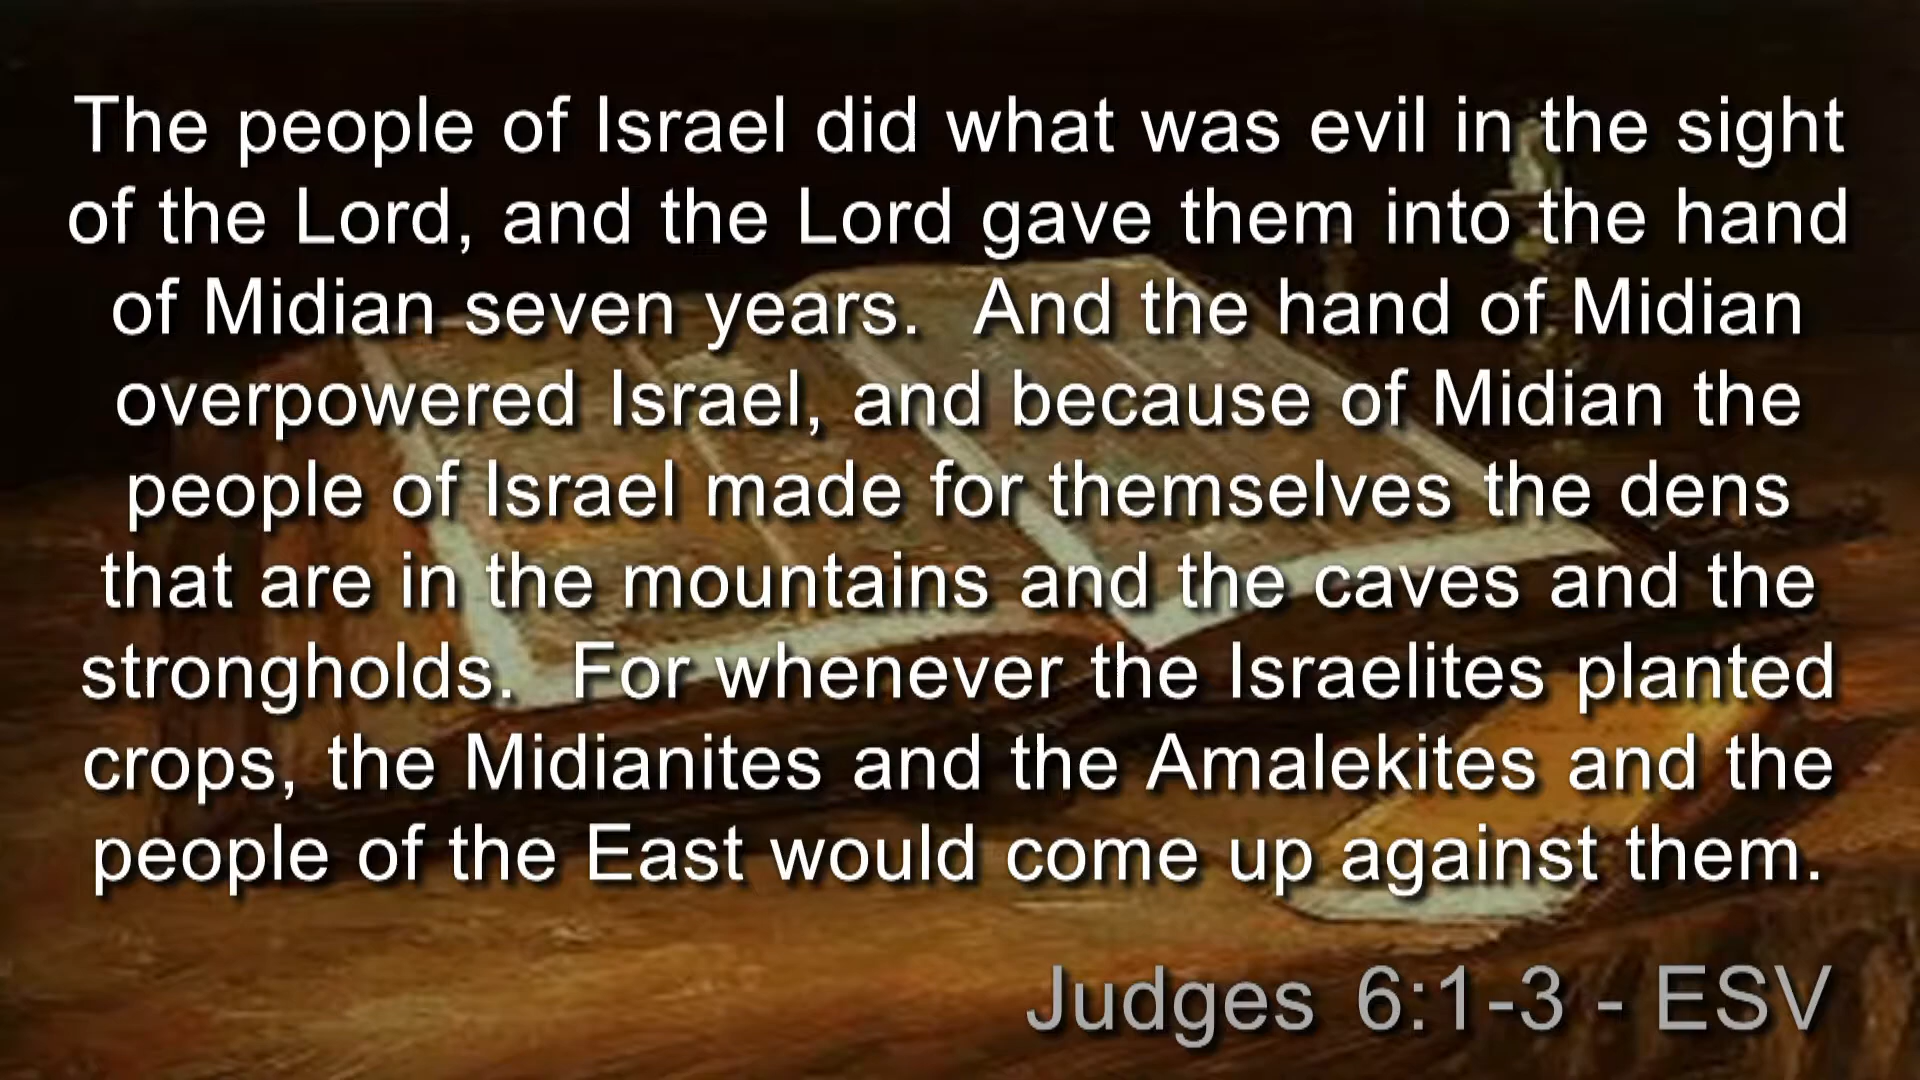 The people of Israel did what was evil in the sight
of the Lord, and the Lord gave them into the hand
of Midian seven years.  And the hand of Midian
overpowered Israel, and because of Midian the
people of Israel made for themselves the dens
that are in the mountains and the caves and the
strongholds.  For whenever the Israelites planted
crops, the Midianites and the Amalekites and the
people of the East would come up against them.
Judges 6:1-3 - ESV